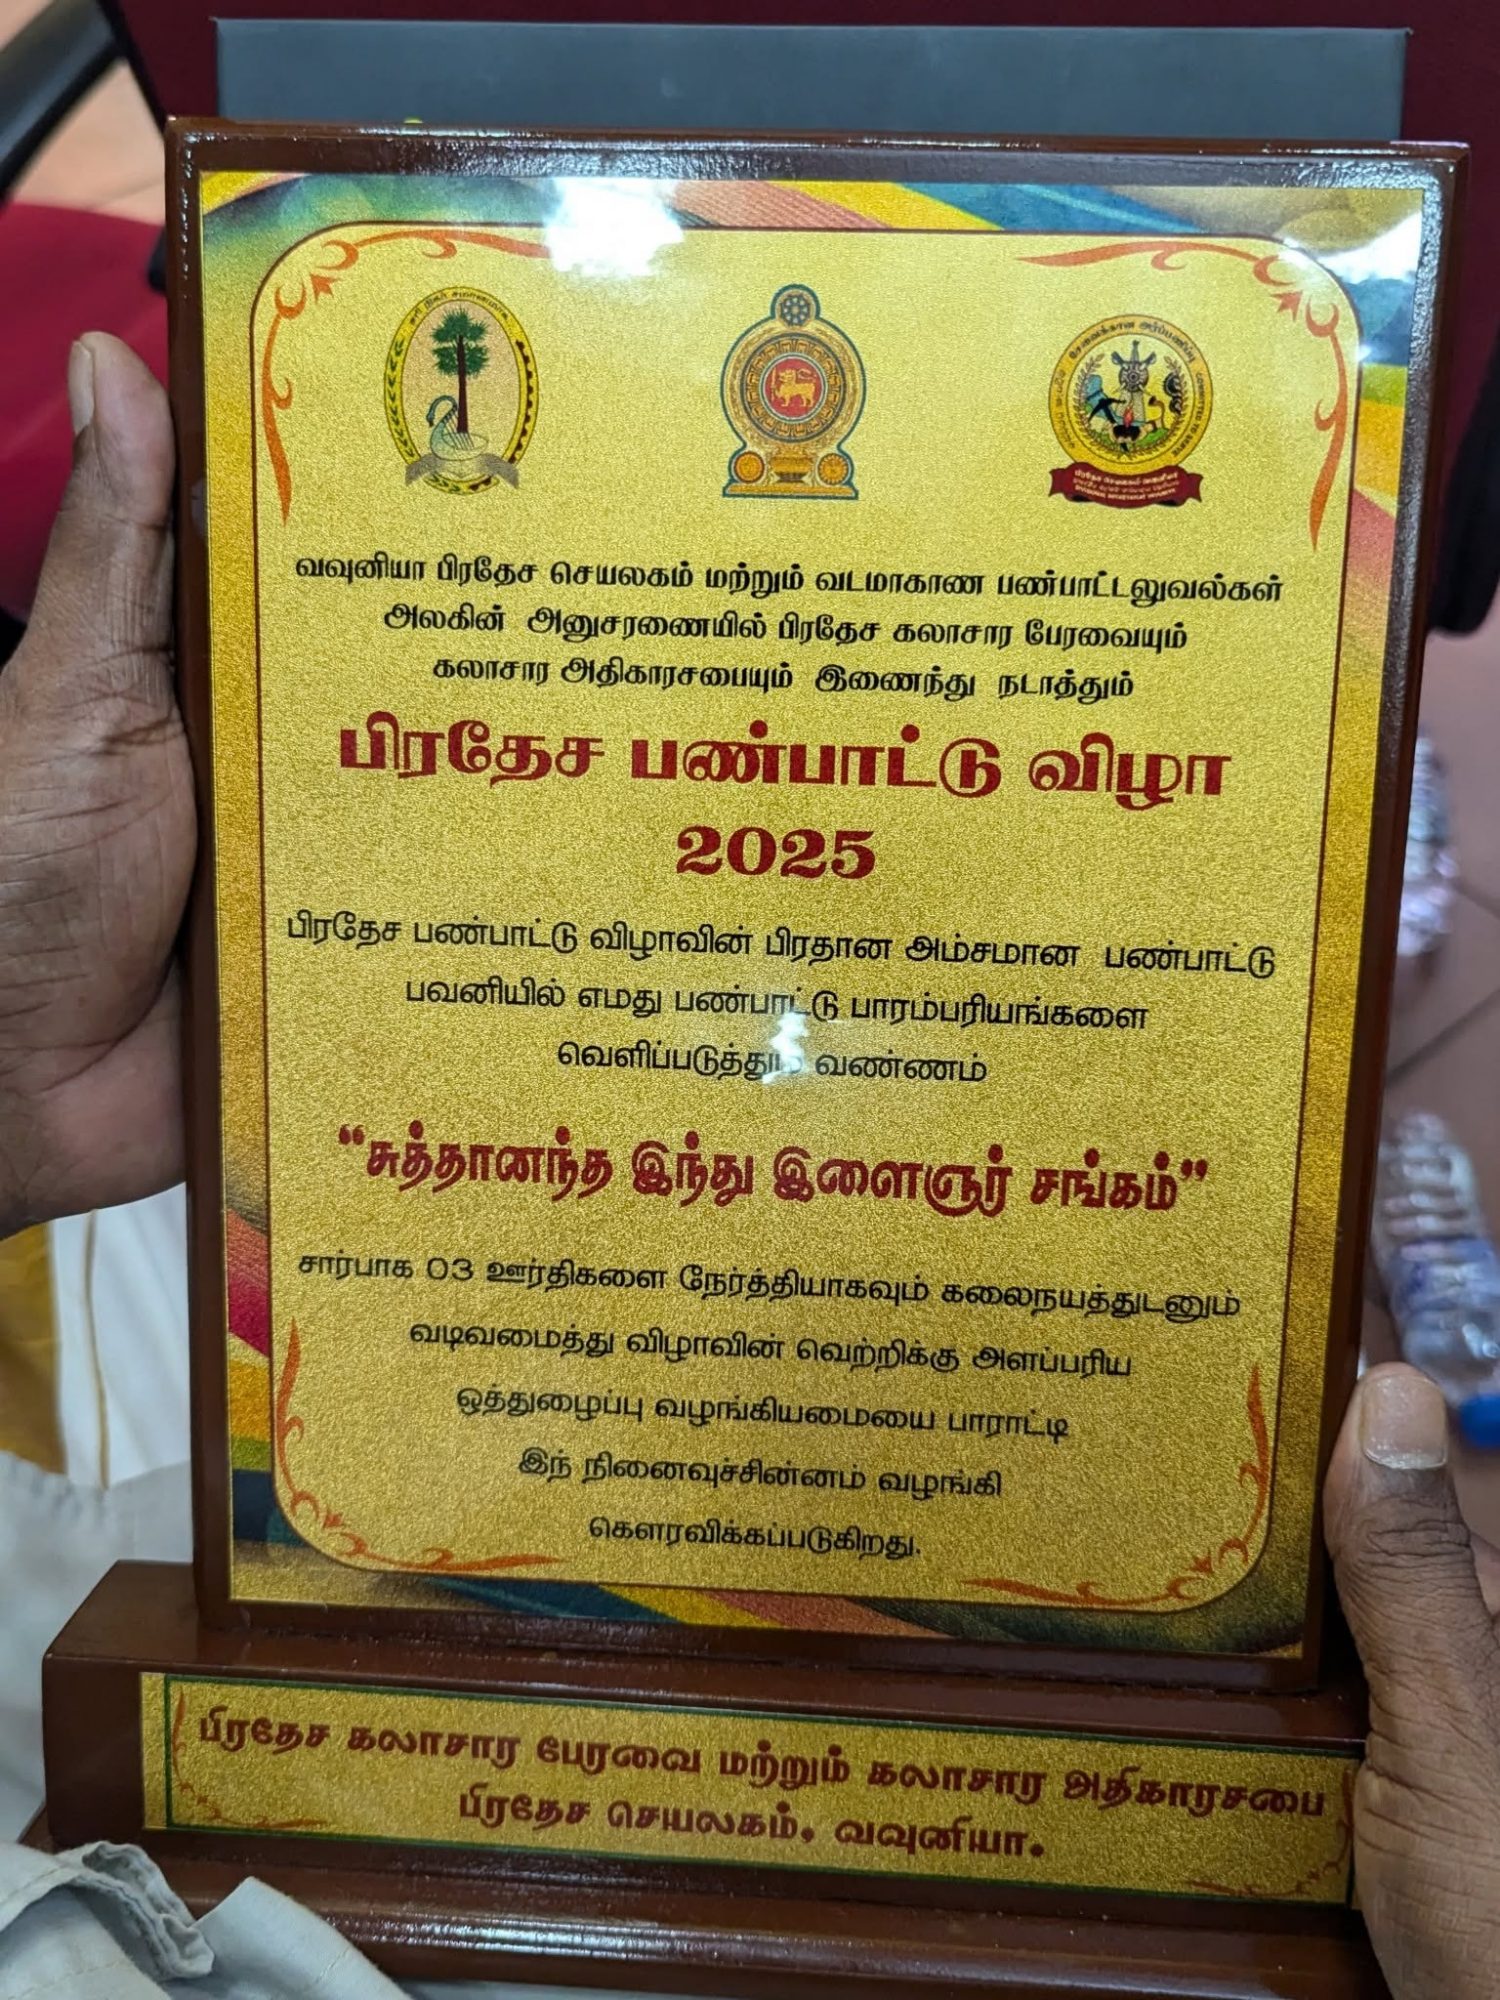 வவுனியா பிரதேச செயலகம் மற்றும் வடமாகாண பண்பாட்டலுவல்கள்
அலகின் அனுசரணையில் பிரதேச கலாசார பேரவையும்
கலாசார அதிகாரசபையும் இணைந்து நடாத்தும்
பிரதேச பண்பாட்டு விழா
2025
பிரதேச பண்பாட்டு விழாவின் பிரதான அம்சமான பண்பாட்டு
பவனியில் எமது பண்பாட்டு பாரம்பரியங்களை
வெளிப்படுத்தும் வண்ணம்
“சுத்தானந்த இந்து இளைஞர் சங்கம்”
சார்பாக 03 ஊர்திகளை நேர்த்தியாகவும் கலைநயத்துடனும்
வடிவமைத்து விழாவின் வெற்றிக்கு அளப்பரிய
ஒத்துழைப்பு வழங்கியமையை பாராட்டி
இந் நினைவுச்சின்னம் வழங்கி
கௌரவிக்கப்படுகிறது.
பிரதேச கலாசார பேரவை மற்றும் கலாசார அதிகாரசபை
பிரதேச செயலகம், வவுனியா.